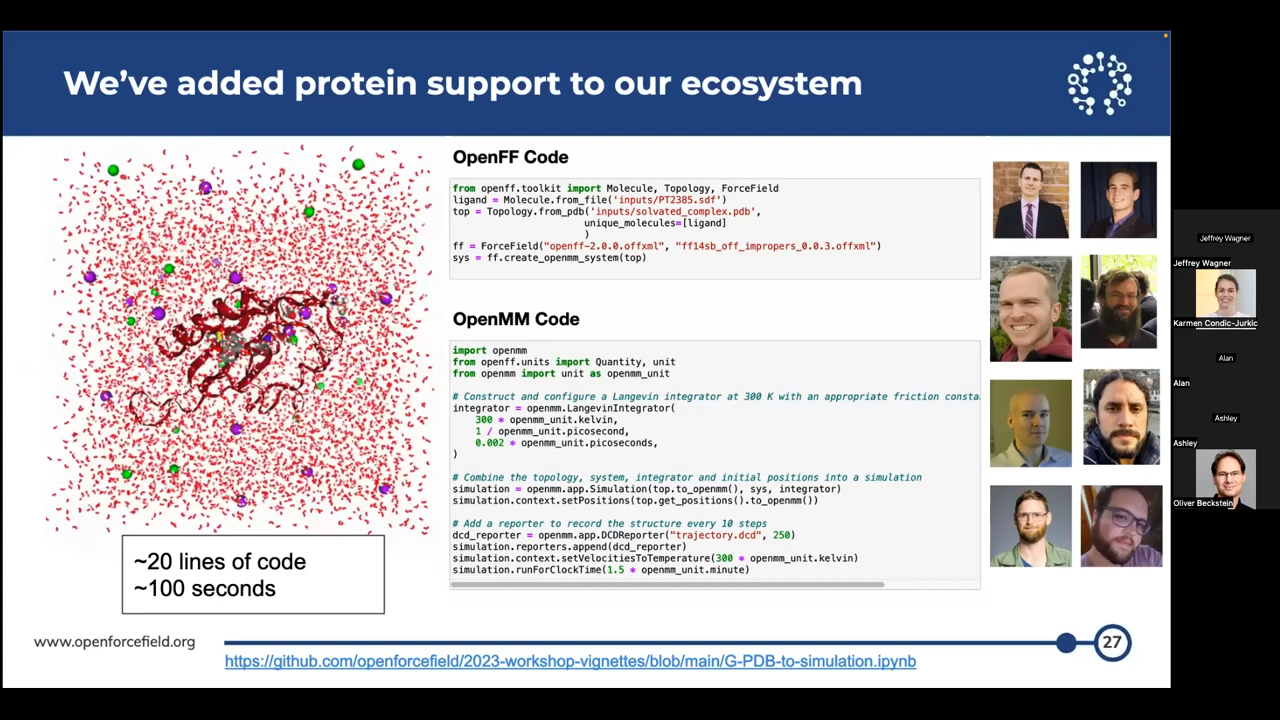 We've added protein support to our ecosystem
OpenFF Code
from openff.toolkit import Molecule, Topology, ForceField
ligand = Molecule.from_file('inputs/PT2385.sdf')
top = Topology.from_pdb('inputs/solvated_complex.pdb',
unique_molecules=[ligand]
)
ff = ForceField("openff-2.0.0.offxml", "ff14sb_off_impropers_0.0.3.offxml")
sys = ff.create_openmm_system(top)
OpenMM Code
import openmm
from openff.units import Quantity, unit
from openmm import unit as openmm_unit
# Construct and configure a Langevin integrator at 300 K with an appropriate friction consta
integrator = openmm.LangevinIntegrator(
300 * openmm_unit.kelvin,
1 / openmm_unit.picosecond,
0.002 * openmm_unit.picoseconds,
)
# Combine the topology, system, integrator and initial positions into a simulation
simulation = openmm.app.Simulation(top.to_openmm(), sys, integrator)
simulation.context.setPositions(top.get_positions().to_openmm())
# Add a reporter to record the structure every 10 steps
dcd_reporter = openmm.app.DCDReporter("trajectory.dcd", 250)
simulation.reporters.append(dcd_reporter)
simulation.context.setVelocitiesToTemperature(300 * openmm_unit.kelvin)
simulation.runForClockTime(1.5 * openmm_unit.minute)
~20 lines of code
~100 seconds
www.openforcefield.org
27
https://github.com/openforcefield/2023-workshop-vignettes/blob/main/G-PDB-to-simulation.ipynb
Jeffrey Wagner
Jeffrey Wagner
Karmen Condic-Jurkic
Alan
Alan
Ashley
Ashley
Oliver Beckstein